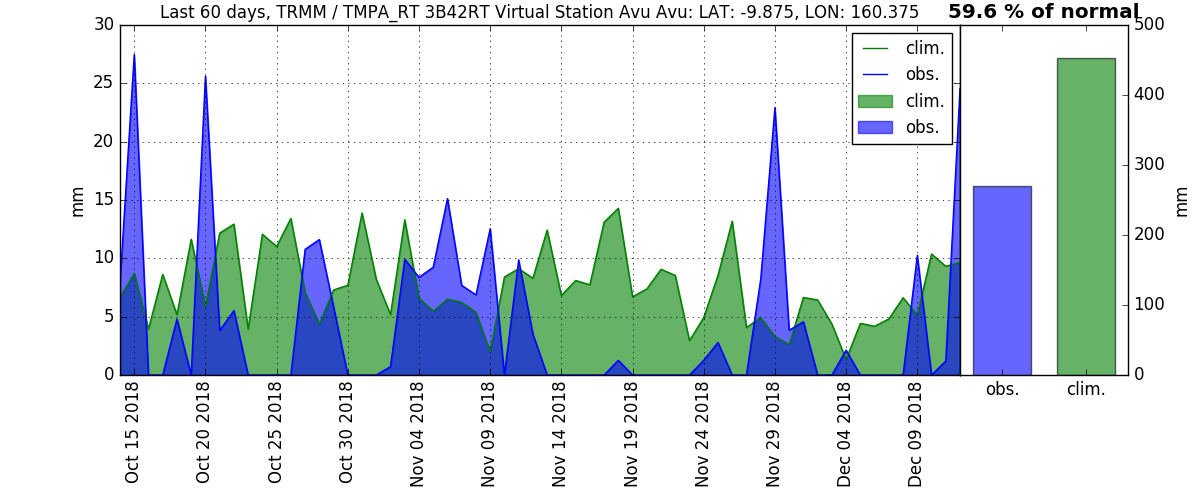 Last 60 days, TRMM / TMPA_RT 3B42RT Virtual Station Avu Avu: LAT: -9.875, LON: 160.375
59.6 % of normal
30
25
20
15
10
5
0
mm
clim.
obs.
clim.
obs.
Oct 15 2018
Oct 20 2018
Oct 25 2018
Oct 30 2018
Nov 04 2018
Nov 09 2018
Nov 14 2018
Nov 19 2018
Nov 24 2018
Nov 29 2018
Dec 04 2018
Dec 09 2018
500
400
300
200
100
0
mm
obs.
clim.